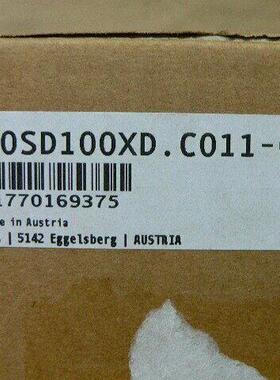 0SD100XD.C011-
1770169375
in Austria
| 5142 Eggelsberg | AUSTRIA